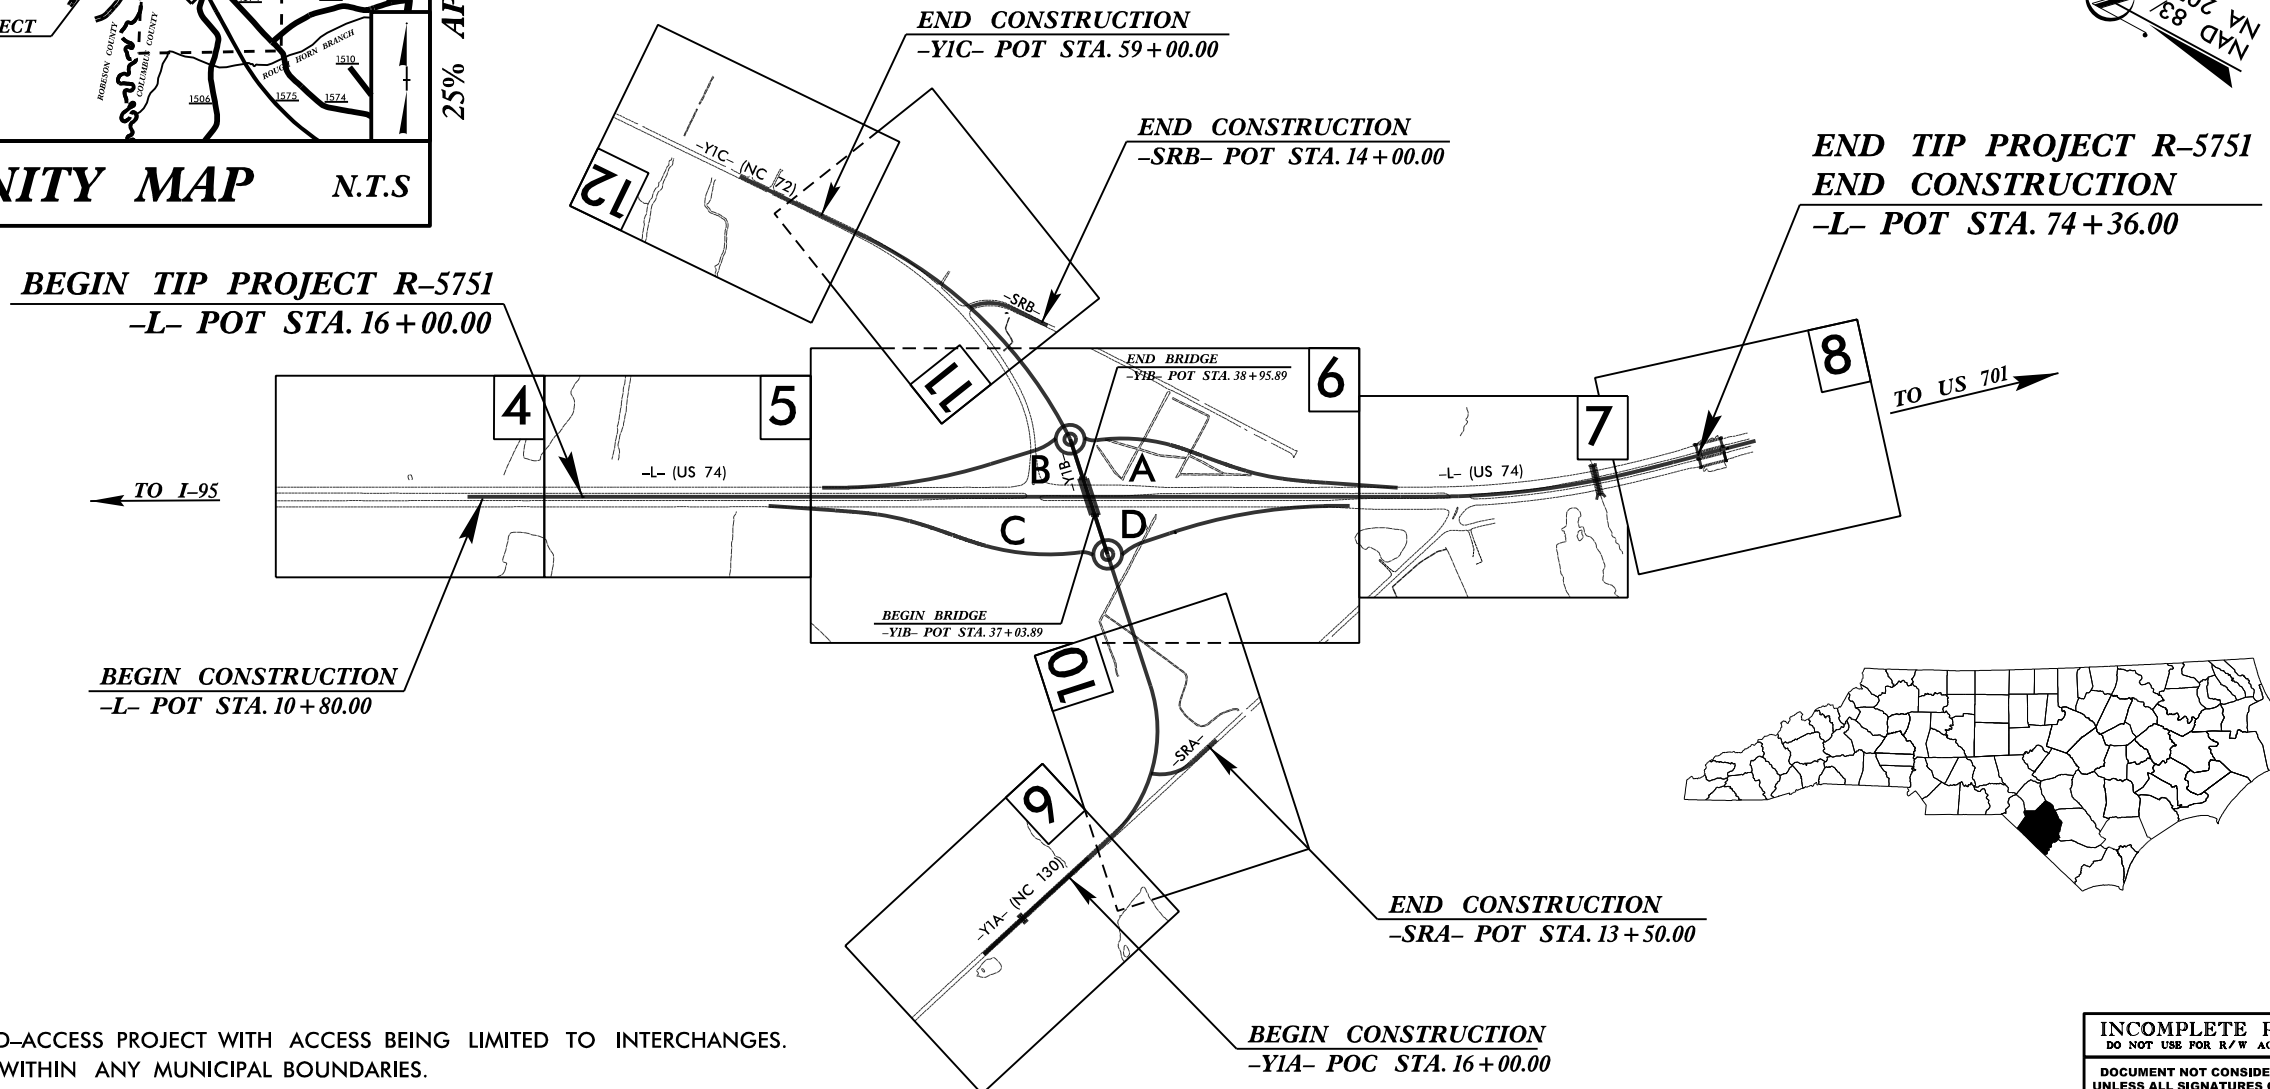 ECT
ROBESON COUNTY
COLUMBUS COUNTY
ROUGH HORN BRANCH
1510
1506
1575
1574
NITY MAP
N.T.S
25%
END CONSTRUCTION
–Y1C– POT STA. 59+00.00
END CONSTRUCTION
–SRB– POT STA. 14+00.00
NAD 83/
NA
END TIP PROJECT R–5751
END CONSTRUCTION
–L– POT STA. 74+36.00
BEGIN TIP PROJECT R–5751
–L– POT STA. 16+00.00
–Y1C– (NC 72)
12
–SRB–
11
4
5
6
7
8
END BRIDGE
–Y1B– POT STA. 38+95.89
TO US 701
TO I–95
–L– (US 74)
–L– (US 74)
B
A
–Y1B–
C
D
BEGIN BRIDGE
–Y1B– POT STA. 37+03.89
10
BEGIN CONSTRUCTION
–L– POT STA. 10+80.00
–SRA–
9
–Y1A– (NC 130)
END CONSTRUCTION
–SRA– POT STA. 13+50.00
BEGIN CONSTRUCTION
–Y1A– POC STA. 16+00.00
D–ACCESS PROJECT WITH ACCESS BEING LIMITED TO INTERCHANGES.
WITHIN ANY MUNICIPAL BOUNDARIES.
INCOMPLETE
DO NOT USE FOR R/W
DOCUMENT NOT CONSIDE
UNLESS ALL SIGNATURES